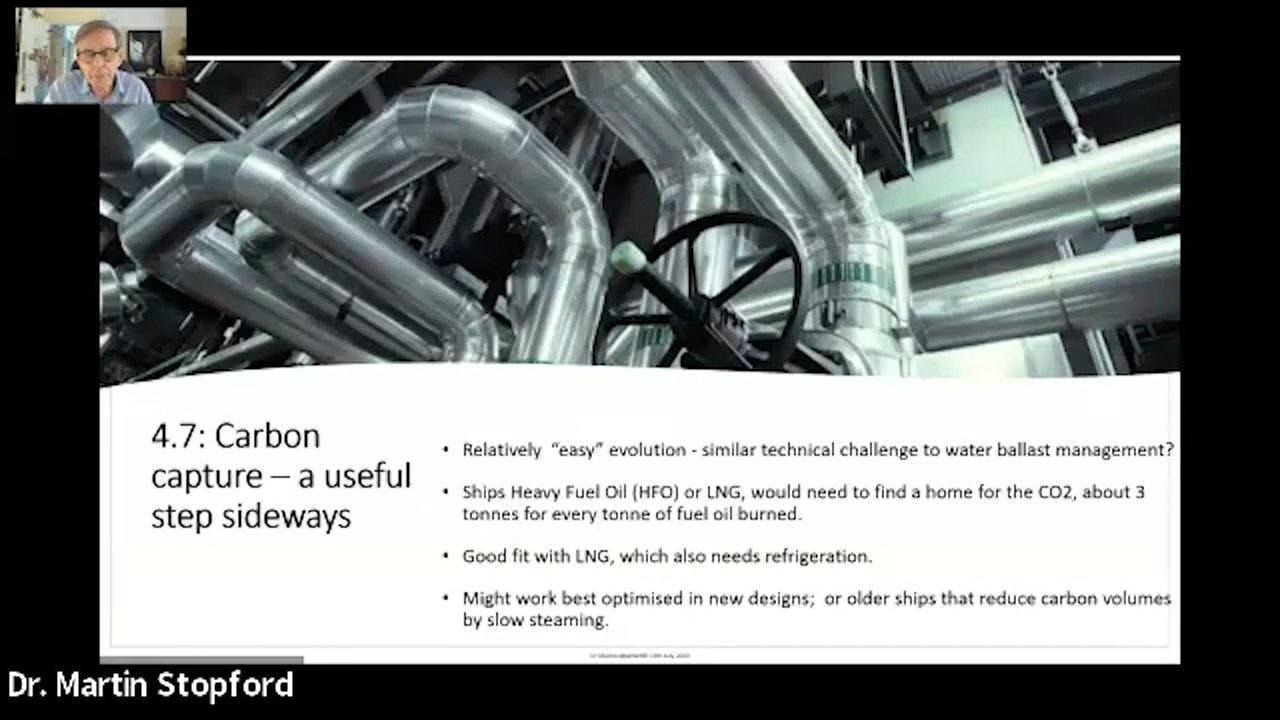 4.7: Carbon
capture – a useful
step sideways
• Relatively “easy” evolution - similar technical challenge to water ballast management?
• Ships Heavy Fuel Oil (HFO) or LNG, would need to find a home for the CO2, about 3
tonnes for every tonne of fuel oil burned.
• Good fit with LNG, which also needs refrigeration.
• Might work best optimised in new designs;  or older ships that reduce carbon volumes
by slow steaming.
Dr. Martin Stopford